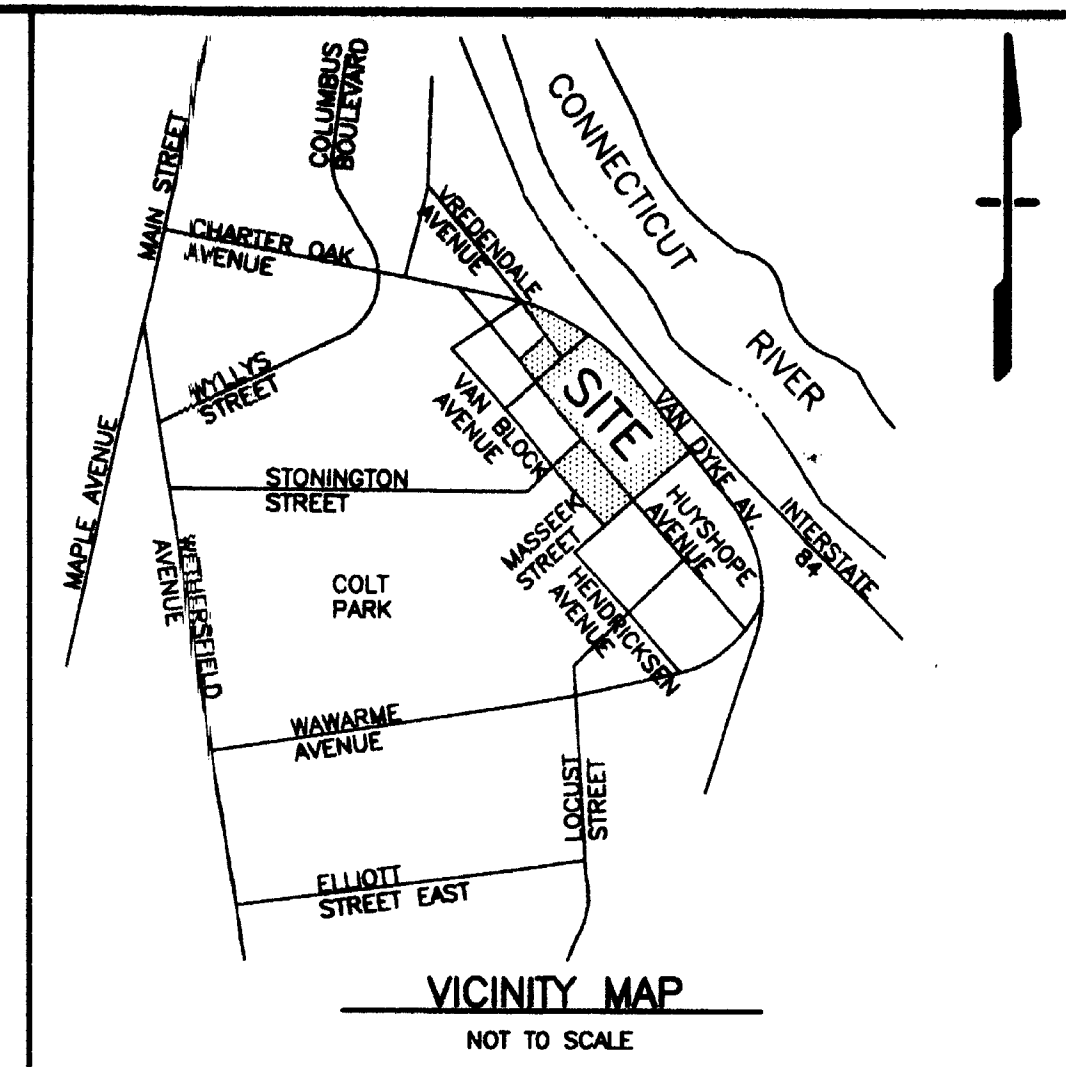 COLUMBUS
BOULEVARD
CONNECTICUT
RIVER
MAIN STREET
CHARTER OAK
AVENUE
VREDENDALE
AVENUE
WYLLYS
STREET
VAN BLOCK
AVENUE
SITE
VAN DYKE AV.
MAPLE AVENUE
STONINGTON
STREET
MASSEEK
STREET
HUYSHOPE
AVENUE
INTERSTATE
84
WETHERSFIELD
AVENUE
COLT
PARK
HENDRICKSEN
AVENUE
WAWARME
AVENUE
LOCUST
STREET
ELLIOTT
STREET EAST
VICINITY MAP
NOT TO SCALE